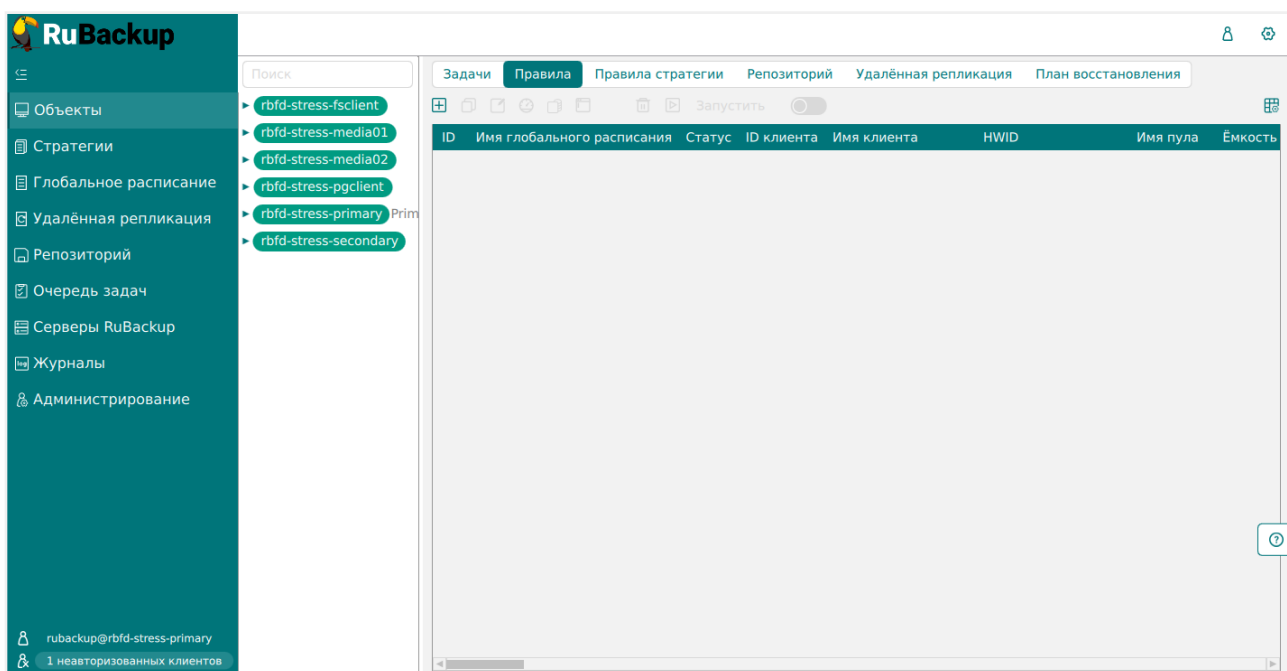 RuBackup
Поиск
Задачи Правила Правила стратегии Репозиторий Удалённая репликация План восстановления
Объекты
Стратегии
Глобальное расписание
Удалённая репликация
Репозиторий
Очередь задач
Серверы RuBackup
Журналы
Администрирование
rbfd-stress-fsclient
rbfd-stress-media01
rbfd-stress-media02
rbfd-stress-pgclient
rbfd-stress-primary Prim
rbfd-stress-secondary
Запустить
ID Имя глобального расписания Статус ID клиента Имя клиента HWID Имя пула Ёмкость
rubackup@rbfd-stress-primary
1 неавторизованных клиентов